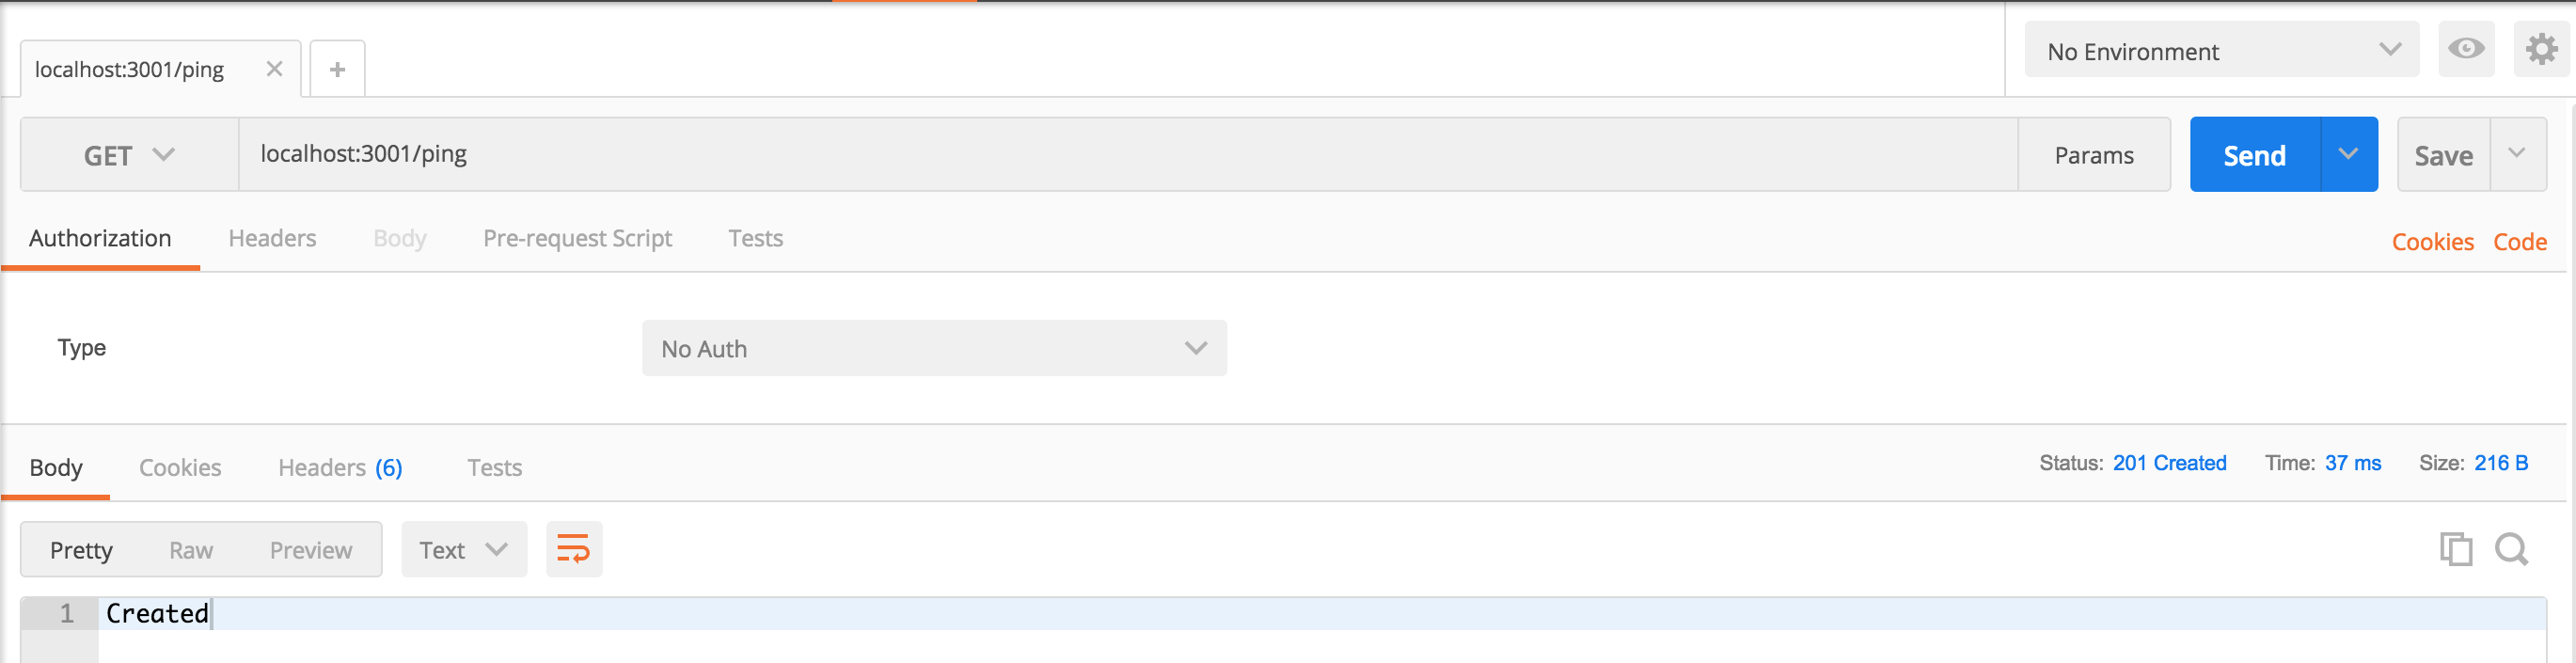 localhost:3001/ping
No Environment
GET localhost:3001/ping Params Send Save
Authorization Headers Body Pre-request Script Tests Cookies Code
Type No Auth
Body Cookies Headers (6) Tests Status: 201 Created Time: 37 ms Size: 216 B
Pretty Raw Preview Text
1 Created